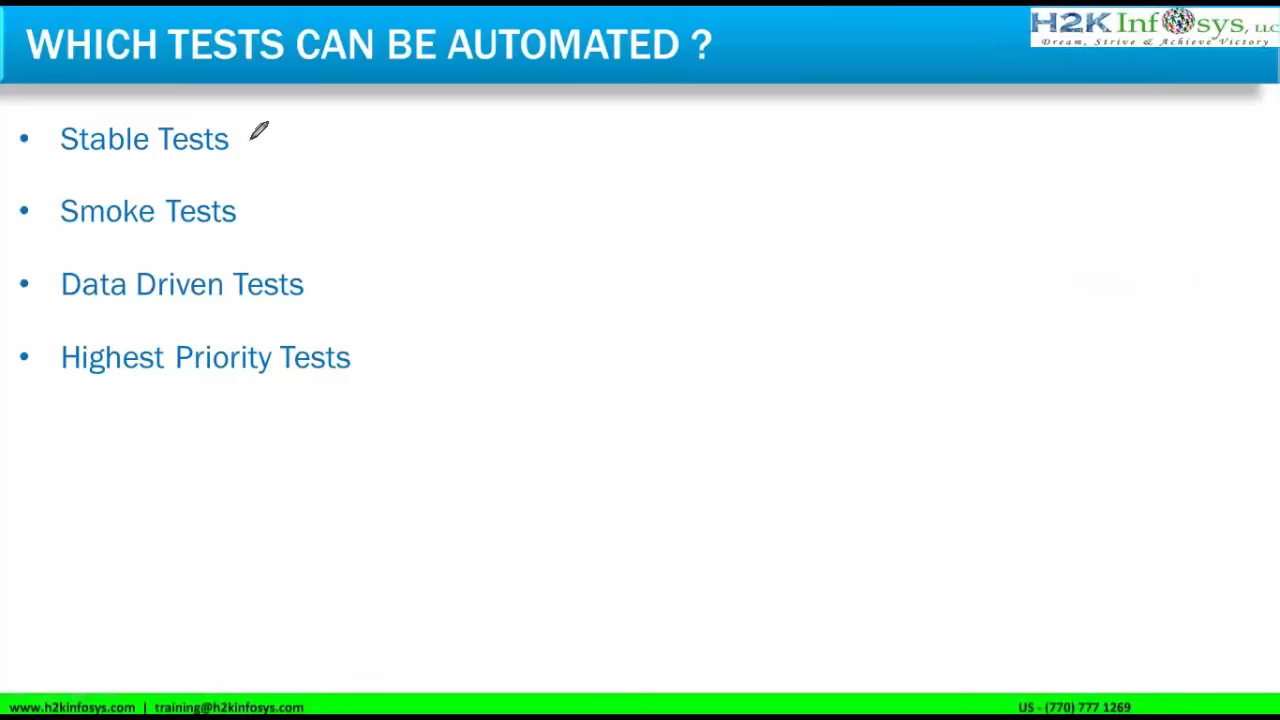 WHICH TESTS CAN BE AUTOMATED ?
H2K Infosys, LLC
Dream, Strive & Achieve Victory
• Stable Tests
• Smoke Tests
• Data Driven Tests
• Highest Priority Tests
www.h2kinfosys.com | training@h2kinfosys.com
US - (770) 777 1269